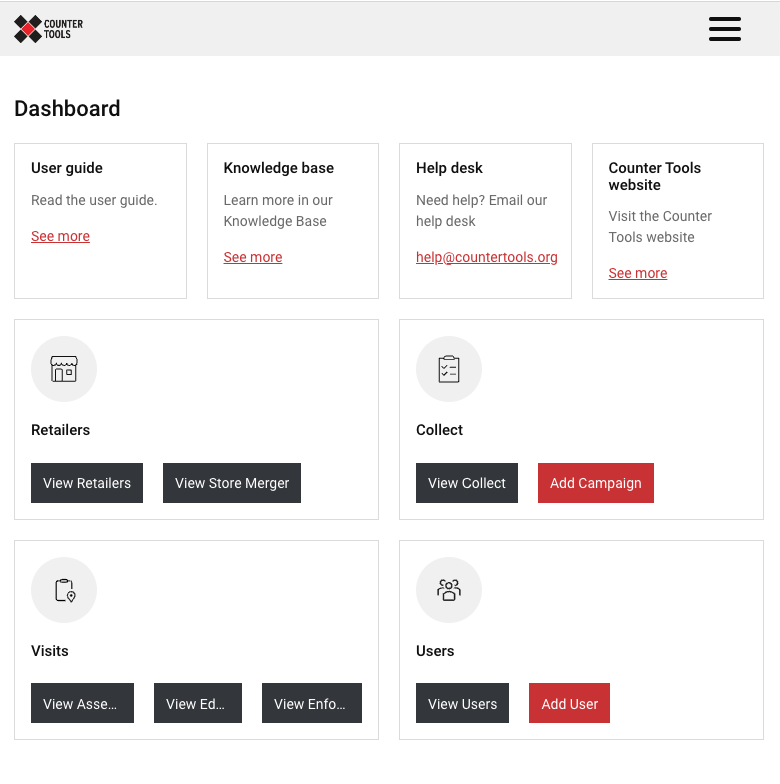 COUNTER
TOOLS
Dashboard
User guide
Read the user guide.
See more
Knowledge base
Learn more in our
Knowledge Base
See more
Help desk
Need help? Email our
help desk
help@countertools.org
Counter Tools
website
Visit the Counter
Tools website
See more
Retailers
View Retailers
View Store Merger
Collect
View Collect
Add Campaign
Visits
View Asse...
View Ed...
View Enfo...
Users
View Users
Add User